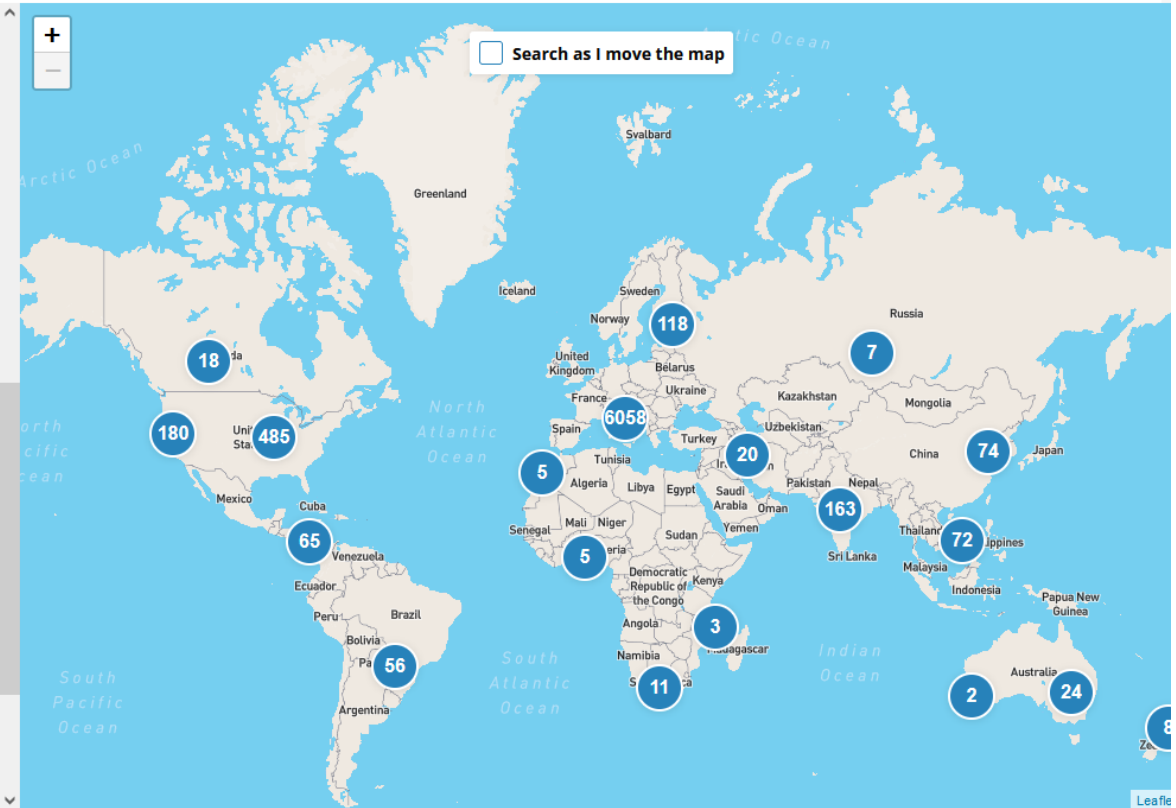 +
Search as I move the map
Arctic Ocean
−
Svalbard
Arctic Ocean
Greenland
Iceland
Sweden
Norway
118
Russia
18
7
United
Kingdom
Belarus
Ukraine
France
Kazakhstan
Mongolia
North
Atlantic
Ocean
6058
Spain
Turkey
Uzbekistan
180
485
20
China
74
Japan
5
Tunisia
Algeria
Libya
Egypt
Saudi
Arabia
Oman
Pakistan
Nepal
Mexico
Cuba
163
Senegal
Mali
Niger
Sudan
Yemen
Thailand
72
65
Venezuela
5
Sri Lanka
Malaysia
Ecuador
Democratic
Republic of
the Congo
Kenya
Indonesia
Papua New
Guinea
Peru
Brazil
Angola
3
Bolivia
56
Namibia
11
Indian
Ocean
Australia
2
24
South
Pacific
Ocean
South
Atlantic
Ocean
Argentina
8